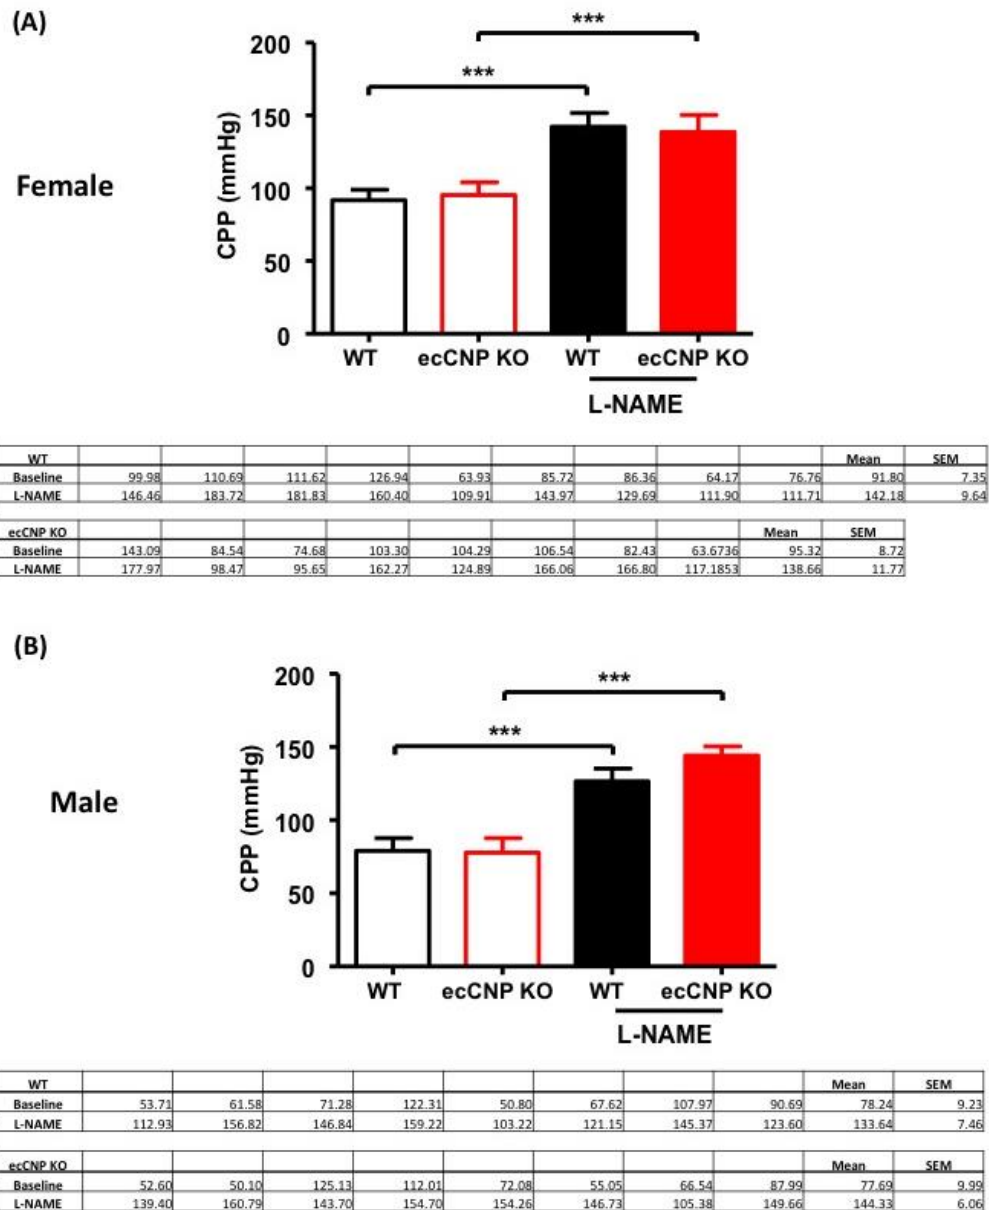 (A)
***
***
200
150
100
50
0
CPP (mmHg)
Female
WT ecCNP KO WT ecCNP KO
L-NAME
WT Mean SEM
Baseline 99.98 110.69 111.62 126.94 63.93 85.72 86.36 64.17 76.76 91.80 7.35
L-NAME 146.46 183.72 181.83 160.40 109.91 143.97 129.69 111.90 111.71 142.18 9.64
ecCNP KO Mean SEM
Baseline 143.09 84.54 74.68 103.30 104.29 106.54 82.43 63.6736 95.32 8.72
L-NAME 177.97 98.47 95.65 162.27 124.89 166.06 166.80 117.1853 138.66 11.77
(B)
***
***
200
150
100
50
0
CPP (mmHg)
Male
WT ecCNP KO WT ecCNP KO
L-NAME
WT Mean SEM
Baseline 53.71 61.58 71.28 122.31 50.80 67.62 107.97 90.69 78.24 9.23
L-NAME 112.93 156.82 146.84 159.22 103.22 121.15 145.37 123.60 133.64 7.46
ecCNP KO Mean SEM
Baseline 52.60 50.10 125.13 112.01 72.08 55.05 66.54 87.99 77.69 9.99
L-NAME 139.40 160.79 143.70 154.70 154.26 146.73 105.38 149.66 144.33 6.06